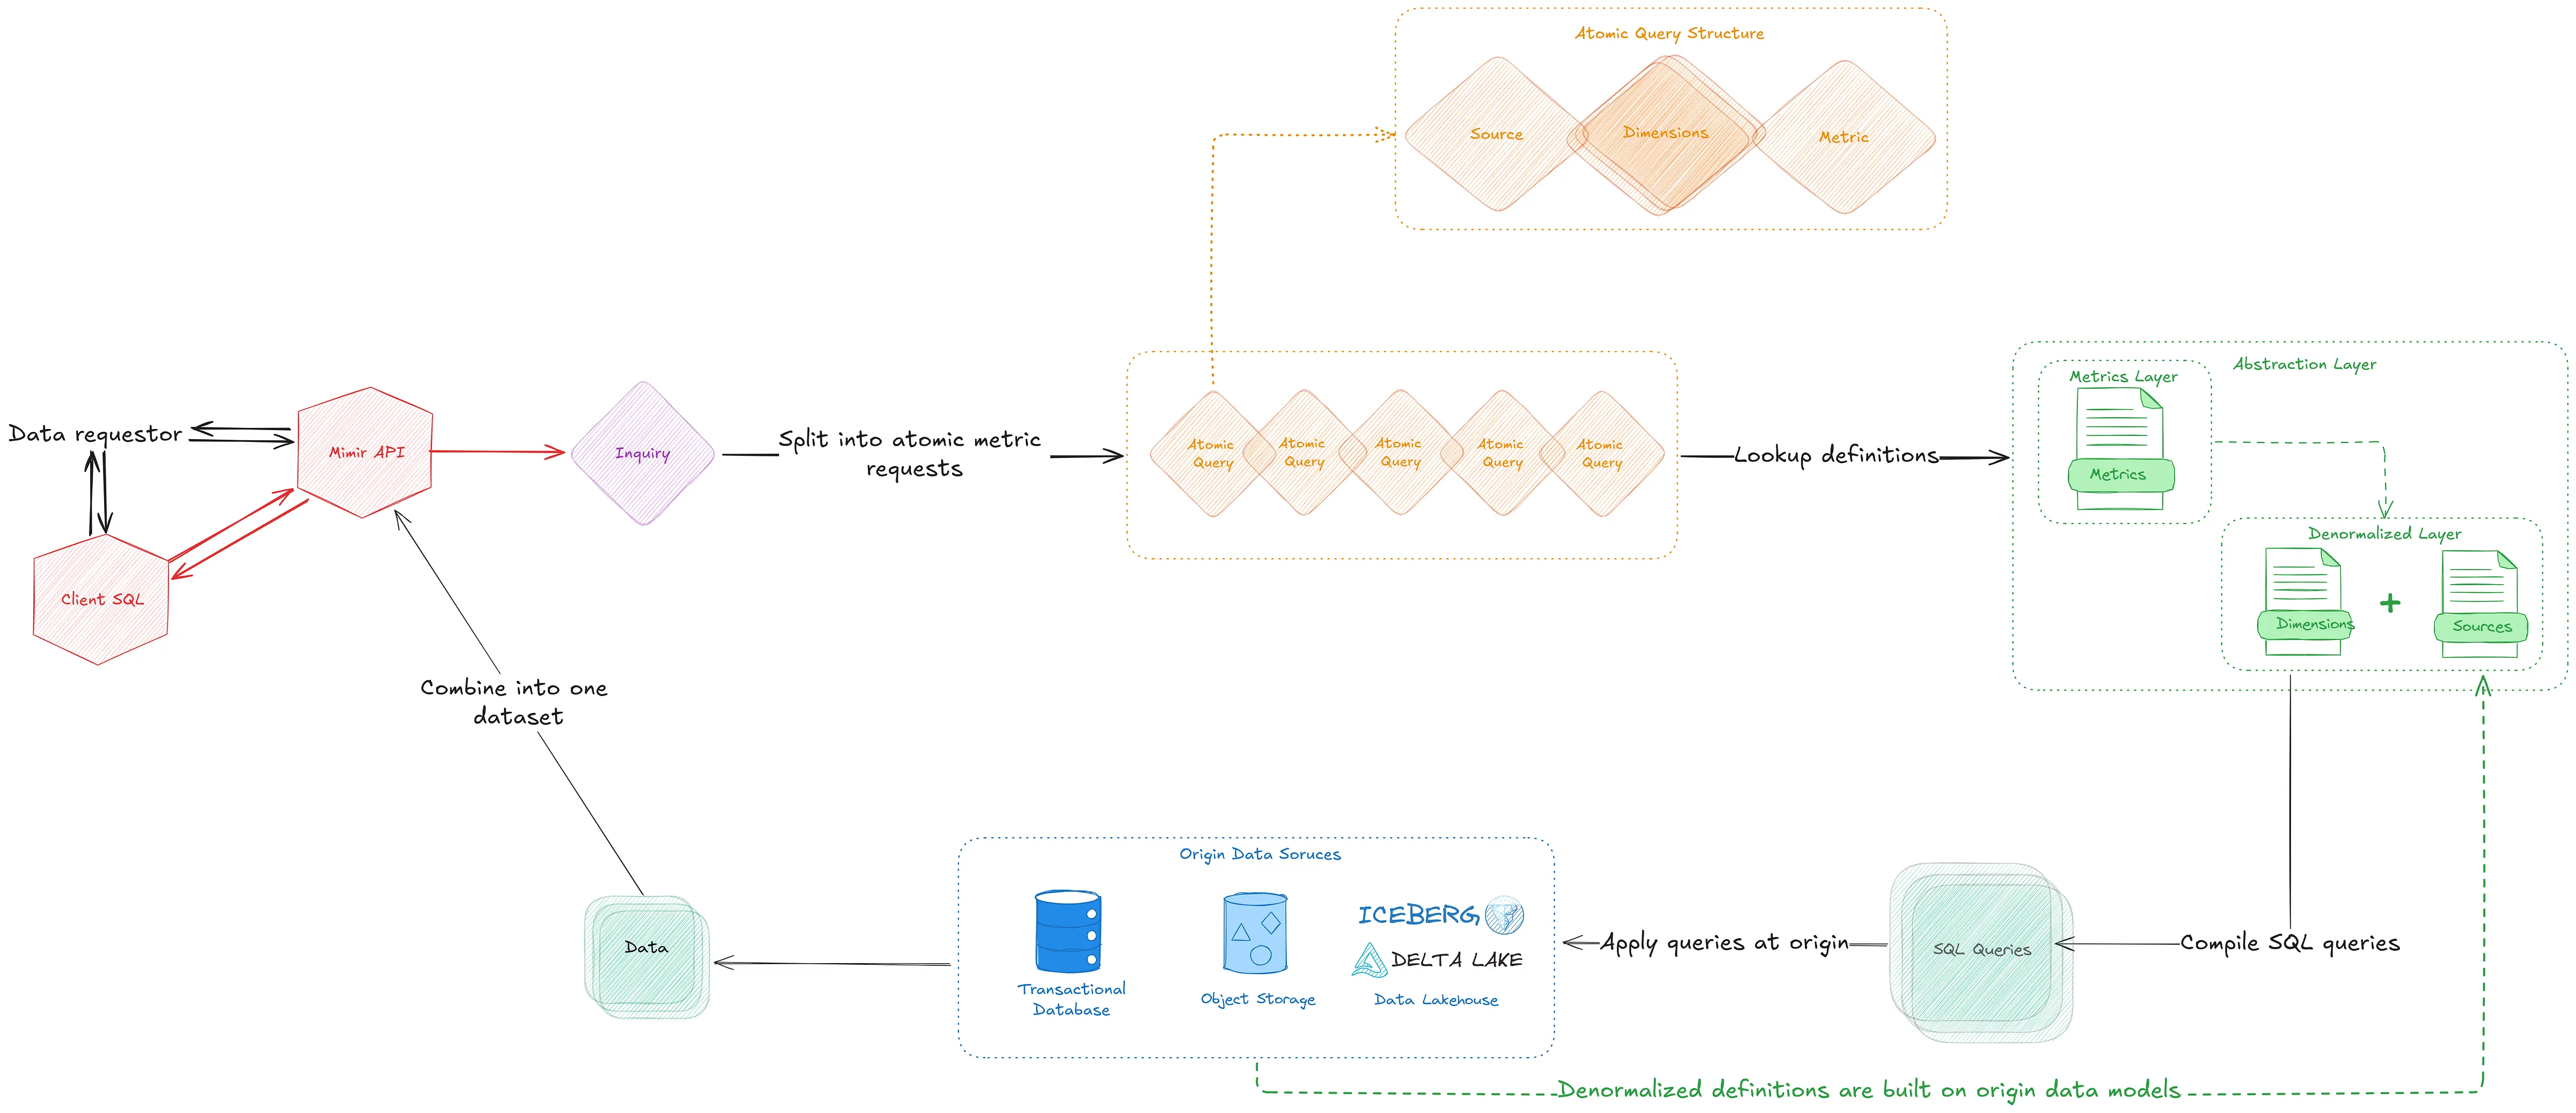 Atomic Query Structure
Source
Dimensions
Metric
Data requestor
Mimir API
Client SQL
Inquiry
Split into atomic metric
requests
Atomic
Query
Atomic
Query
Atomic
Query
Atomic
Query
Atomic
Query
Lookup definitions
Abstraction Layer
Metrics Layer
Metrics
Denormalized Layer
Dimensions
+
Sources
Combine into one
dataset
Data
Origin Data Soruces
Transactional
Database
Object Storage
ICEBERG
DELTA LAKE
Data Lakehouse
Apply queries at origin
SQL Queries
Compile SQL queries
Denormalized definitions are built on origin data models